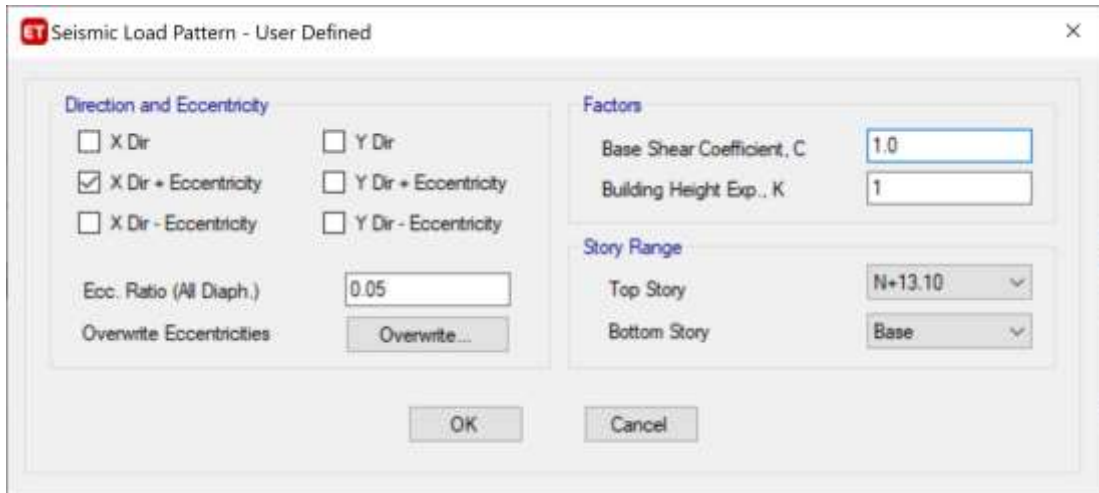 ET Seismic Load Pattern - User Defined
Direction and Eccentricity
X Dir
Y Dir
X Dir + Eccentricity
Y Dir + Eccentricity
X Dir - Eccentricity
Y Dir - Eccentricity
Ecc. Ratio (All Diaph.)
0.05
Overwrite Eccentricities
Overwrite...
Factors
Base Shear Coefficient, C
1.0
Building Height Exp., K
1
Story Range
Top Story
N+13.10
Bottom Story
Base
OK
Cancel